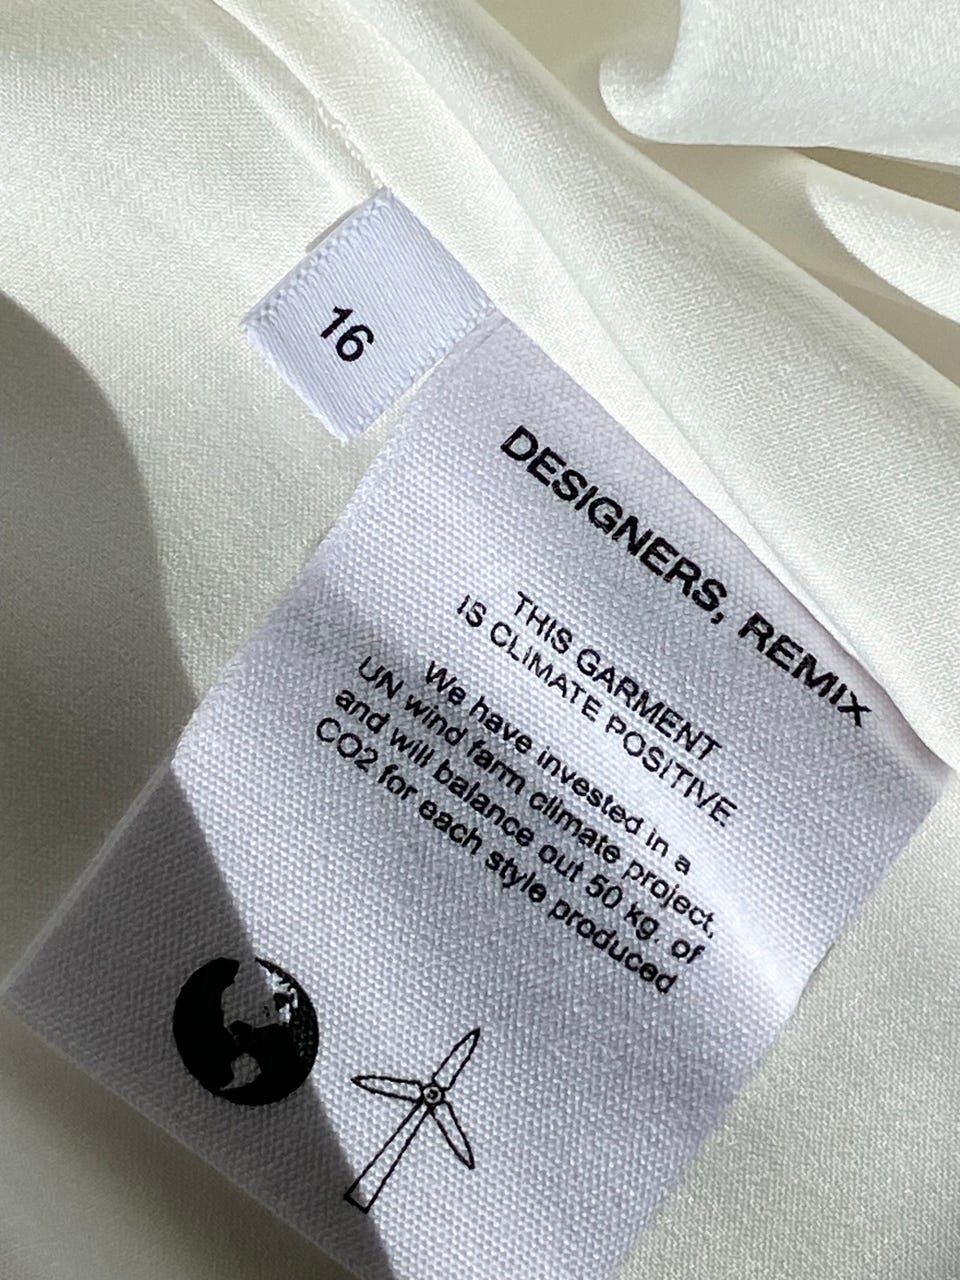 16
DESIGNERS, REMIX
THIS GARMENT
IS CLIMATE POSITIVE
We have invested in a
UN wind farm climate project,
and will balance out 50 kg. of
CO2 for each style produced